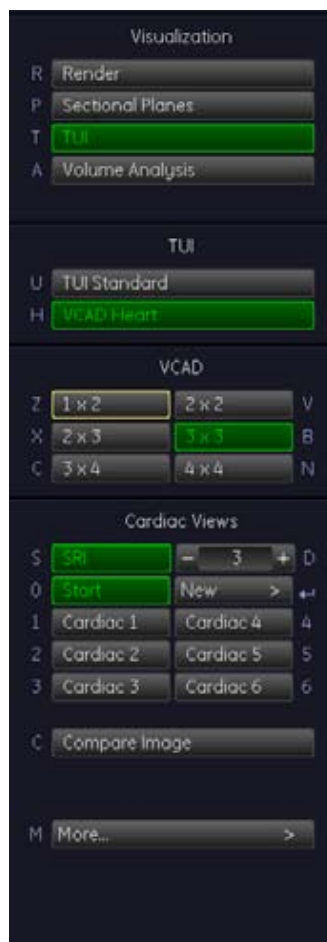 Visualization
R Render
P Sectional Planes
T TUI
A Volume Analysis
TUI
U TUI Standard
H VCAD Heart
VCAD
Z 1 x 2 2 x 2 V
X 2 x 3 3 x 3 B
C 3 x 4 4 x 4 N
Cardiac Views
S SRI - 3 + D
0 Start New > ↵
1 Cardiac 1 Cardiac 4 4
2 Cardiac 2 Cardiac 5 5
3 Cardiac 3 Cardiac 6 6
C Compare Image
M More... >